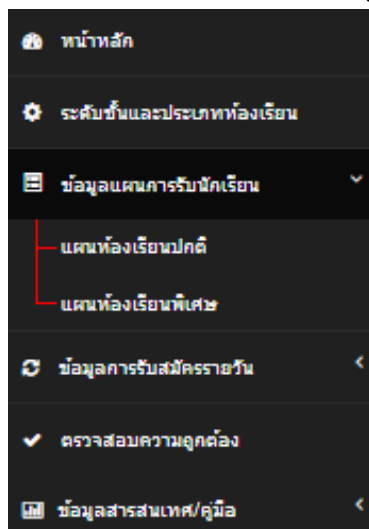 หน้าหลัก
ระดับชั้นและประเภทห้องเรียน
ข้อมูลแผนการรับนักเรียน
แผนห้องเรียนปกติ
แผนห้องเรียนพิเศษ
ข้อมูลการรับสมัครรายวัน
ตรวจสอบความถูกต้อง
ข้อมูลสารสนเทศ/คู่มือ